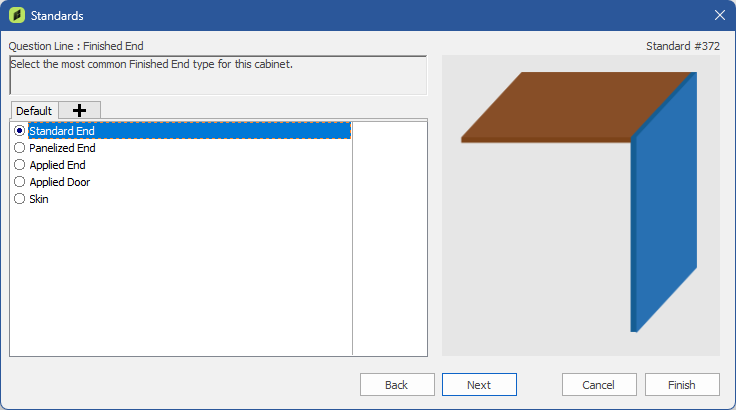 Standards
Question Line : Finished End
Standard #372
Select the most common Finished End type for this cabinet.
Default
Standard End
Panelized End
Applied End
Applied Door
Skin
Back
Next
Cancel
Finish